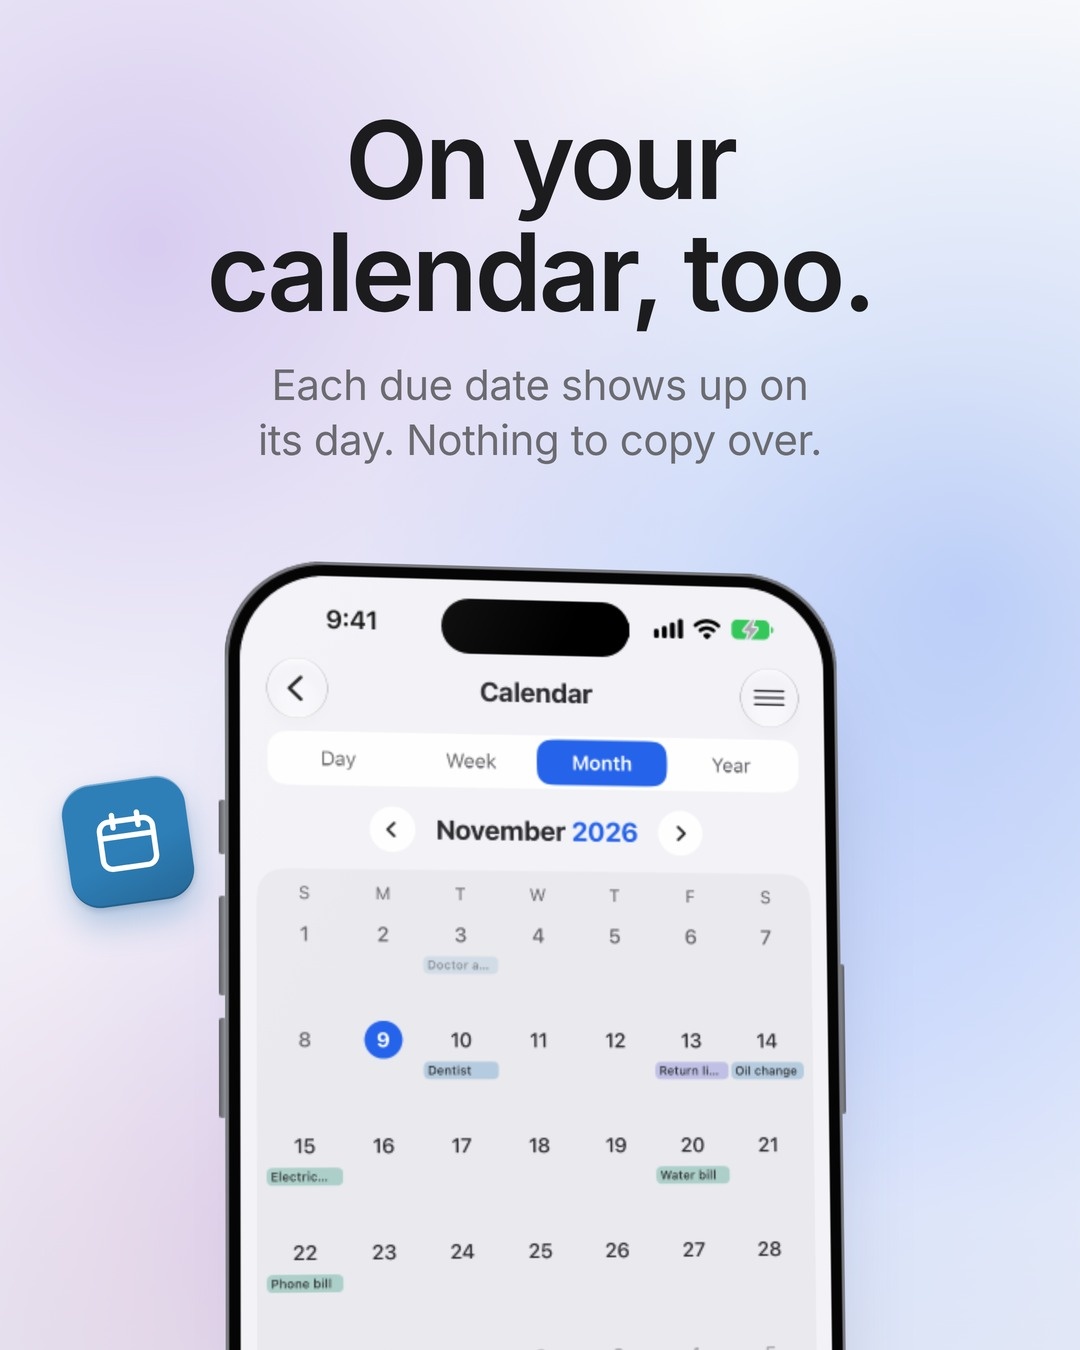 On your
calendar, too.
Each due date shows up on
its day. Nothing to copy over.
9:41
Calendar
Day Week Month Year
November 2026
S M T W T F S
1 2 3 4 5 6 7
Doctor a...
8 9 10 11 12 13 14
Dentist Return li... Oil change
15 16 17 18 19 20 21
Electric... Water bill
22 23 24 25 26 27 28
Phone bill